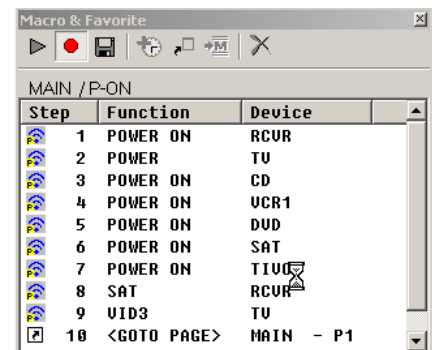 Macro & Favorite
MAIN / P-ON
Step Function Device
1 POWER ON RCVR
2 POWER TV
3 POWER ON CD
4 POWER ON VCR1
5 POWER ON DVD
6 POWER ON SAT
7 POWER ON TIVO
8 SAT RCVR
9 VID3 TV
10 <GOTO PAGE> MAIN - P1